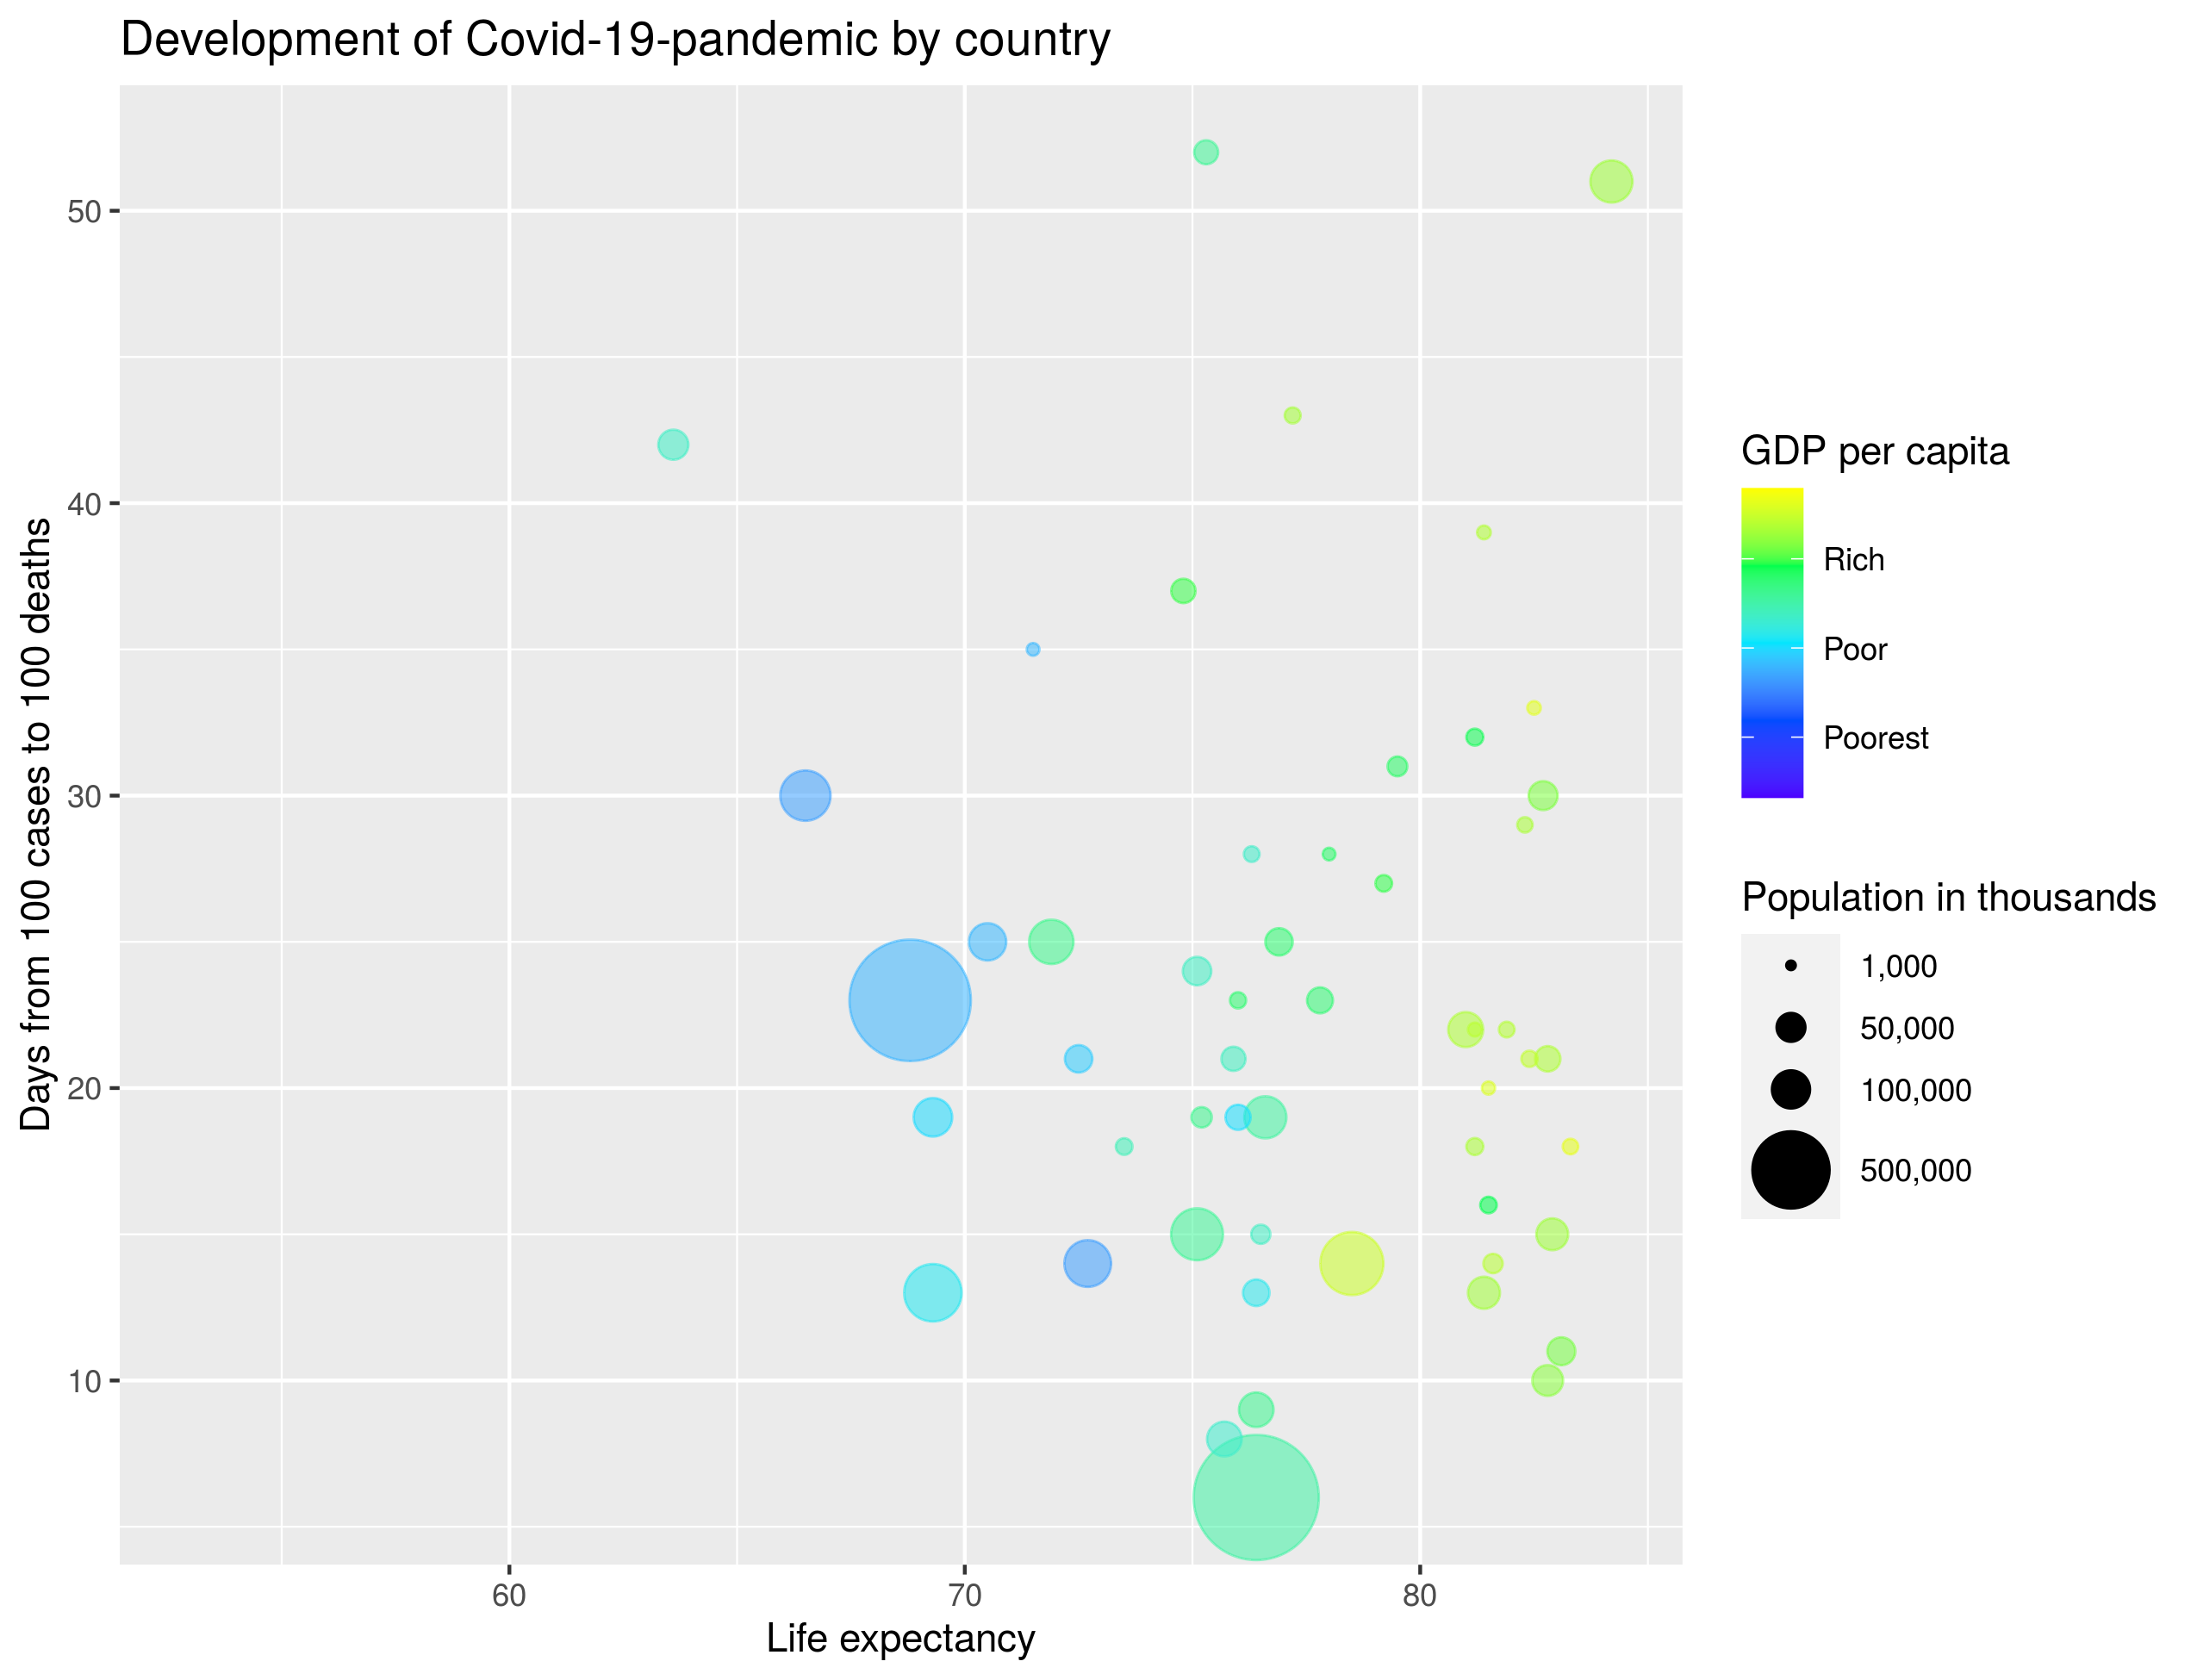 Development of Covid-19-pandemic by country
Days from 100 cases to 100 deaths
50
40
30
20
10
60 70 80
Life expectancy
GDP per capita
Rich
Poor
Poorest
Population in thousands
1,000
50,000
100,000
500,000